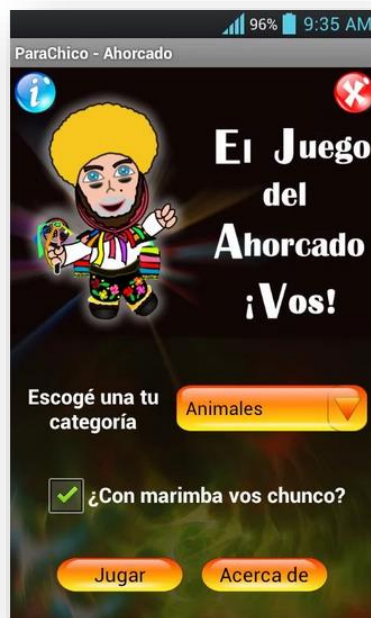 96% 9:35 AM
ParaChico - Ahorcado
i
El Juego
del
Ahorcado
¡Vos!
Escogé una tu
categoría
Animales
¿Con marimba vos chunco?
Jugar
Acerca de